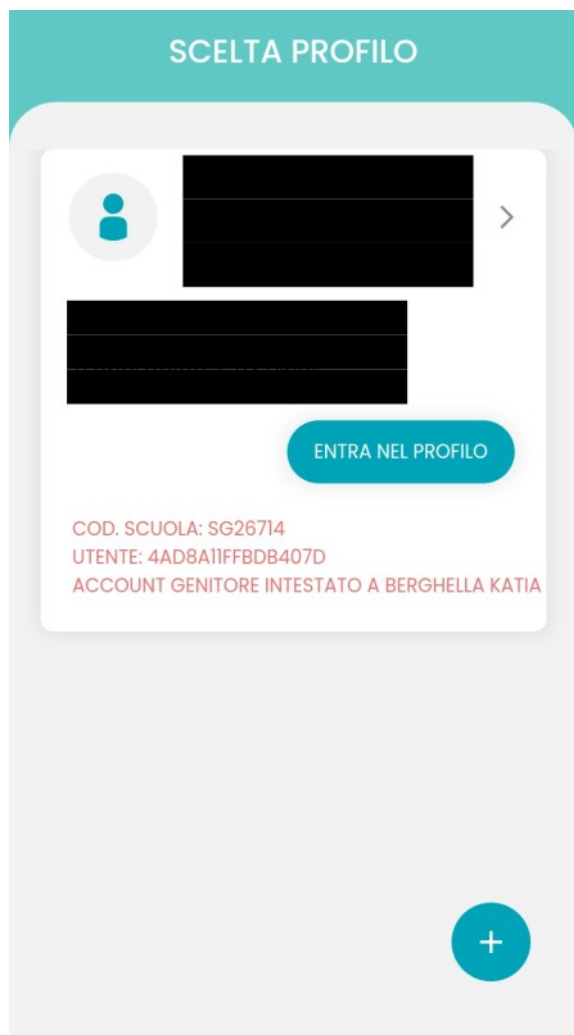 SCELTA PROFILO
ENTRA NEL PROFILO
COD. SCUOLA: SG26714
UTENTE: 4AD8A11FFBDB407D
ACCOUNT GENITORE INTESTATO A BERGHELLA KATIA